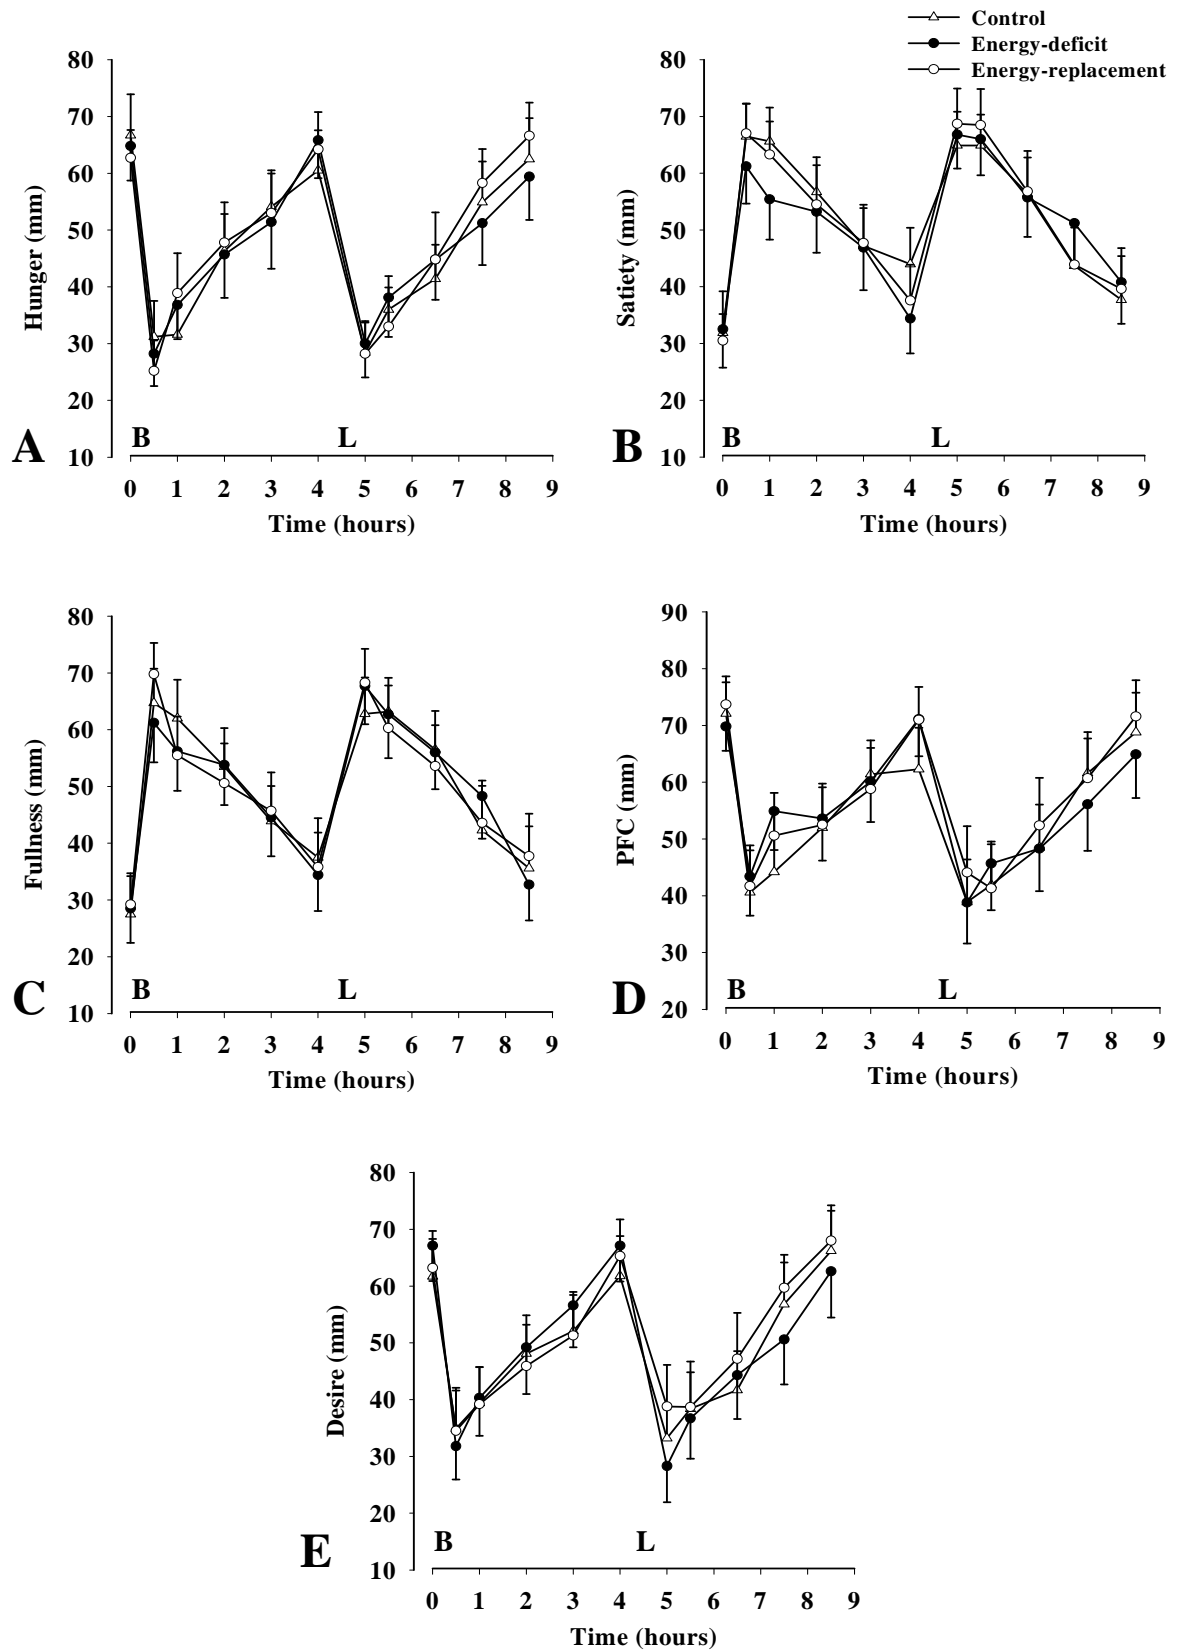 Control
Energy-deficit
Energy-replacement
80
70
60
50
40
30
20
10
Hunger (mm)
A
B
L
0 1 2 3 4 5 6 7 8 9
Time (hours)
80
70
60
50
40
30
20
10
Satiety (mm)
B
B
L
0 1 2 3 4 5 6 7 8 9
Time (hours)
80
70
60
50
40
30
20
10
Fullness (mm)
C
B
L
0 1 2 3 4 5 6 7 8 9
Time (hours)
90
80
70
60
50
40
30
20
PFC (mm)
D
B
L
0 1 2 3 4 5 6 7 8 9
Time (hours)
80
70
60
50
40
30
20
10
Desire (mm)
E
B
L
0 1 2 3 4 5 6 7 8 9
Time (hours)